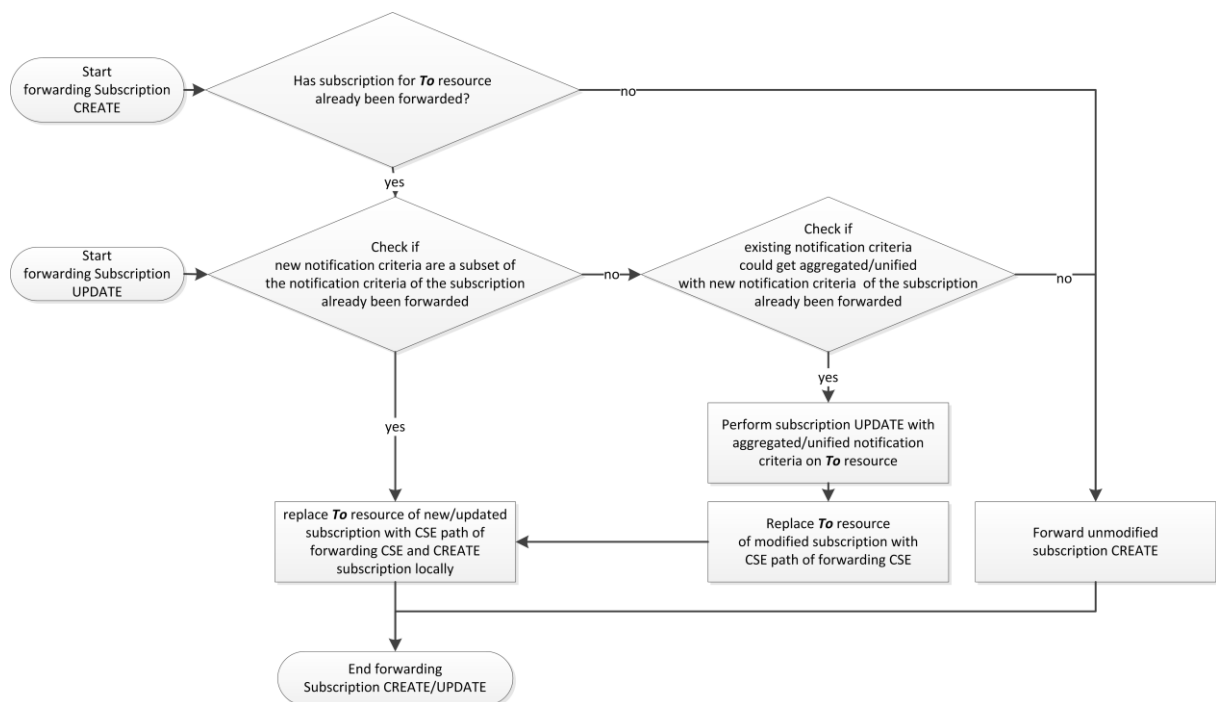 Start
forwarding Subscription
CREATE
Has subscription for To resource
already been forwarded?
no
yes
Start
forwarding Subscription
UPDATE
Check if
new notification criteria are a subset of
the notification criteria of the subscription
already been forwarded
no
Check if
existing notification criteria
could get aggregated/unified
with new notification criteria of the subscription
already been forwarded
no
yes
yes
Perform subscription UPDATE with
aggregated/unified notification
criteria on To resource
replace To resource of new/updated
subscription with CSE path of
forwarding CSE and CREATE
subscription locally
Replace To resource
of modified subscription with
CSE path of forwarding CSE
Forward unmodified
subscription CREATE
End forwarding
Subscription CREATE/UPDATE